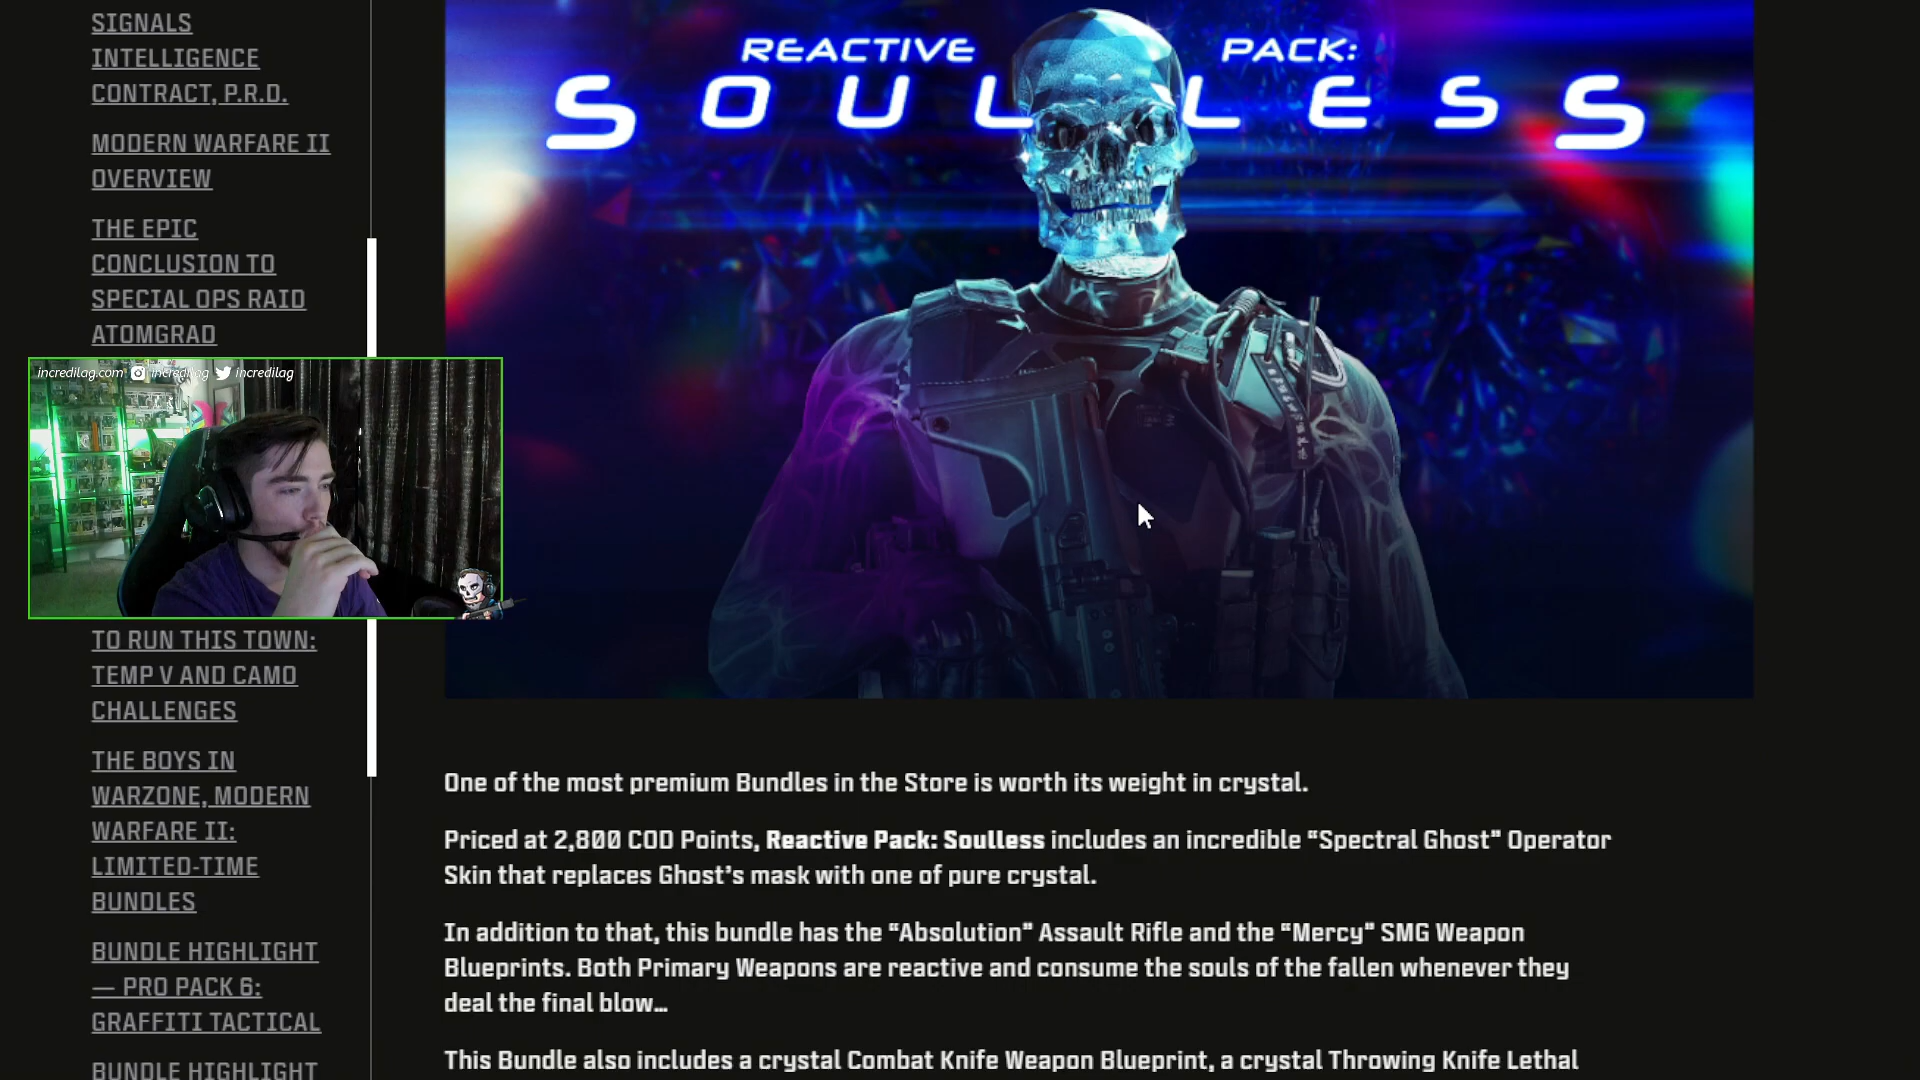 SIGNALS
INTELLIGENCE
CONTRACT, P.R.D.
MODERN WARFARE II
OVERVIEW
THE EPIC
CONCLUSION TO
SPECIAL OPS RAID
ATOMGRAD
incredilag.com incredilag incredilag
TO RUN THIS TOWN:
TEMP V AND CAMO
CHALLENGES
THE BOYS IN
WARZONE, MODERN
WARFARE II:
LIMITED-TIME
BUNDLES
BUNDLE HIGHLIGHT
— PRO PACK 6:
GRAFFITI TACTICAL
BUNDLE HIGHLIGHT
REACTIVE PACK:
SOULLESS
One of the most premium Bundles in the Store is worth its weight in crystal.
Priced at 2,800 COD Points, Reactive Pack: Soulless includes an incredible “Spectral Ghost” Operator
Skin that replaces Ghost’s mask with one of pure crystal.
In addition to that, this bundle has the “Absolution” Assault Rifle and the “Mercy” SMG Weapon
Blueprints. Both Primary Weapons are reactive and consume the souls of the fallen whenever they
deal the final blow…
This Bundle also includes a crystal Combat Knife Weapon Blueprint, a crystal Throwing Knife Lethal